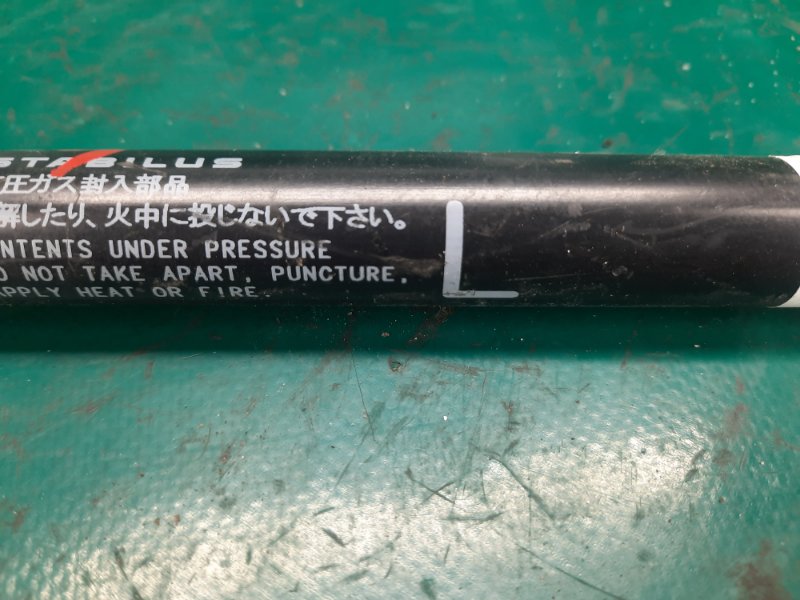 STABILUS
圧ガス封入部品
解したり、火中に投じないで下さい。
NTENTS UNDER PRESSURE
O NOT TAKE APART, PUNCTURE,
APPLY HEAT OR FIRE.
L